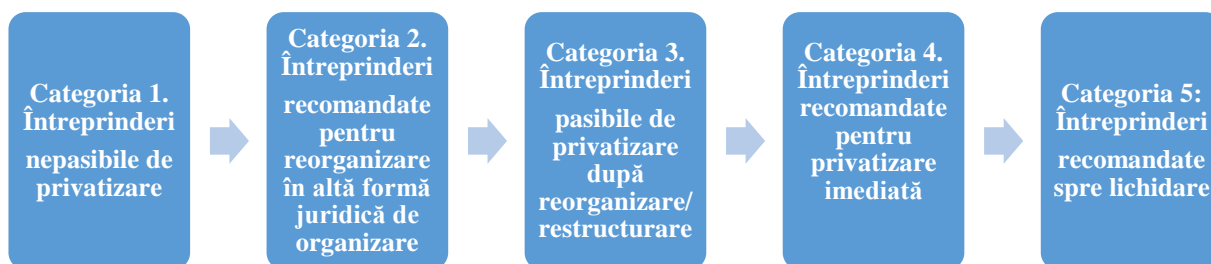 Categoria 1.
Întreprinderi
nepasibile de
privatizare
Categoria 2.
Întreprinderi
recomandate
pentru
reorganizare
în altă formă
juridică de
organizare
Categoria 3.
Întreprinderi
pasibile de
privatizare
după
reorganizare/
restructurare
Categoria 4.
Întreprinderi
recomandate
pentru
privatizare
imediată
Categoria 5:
Întreprinderi
recomandate
spre lichidare